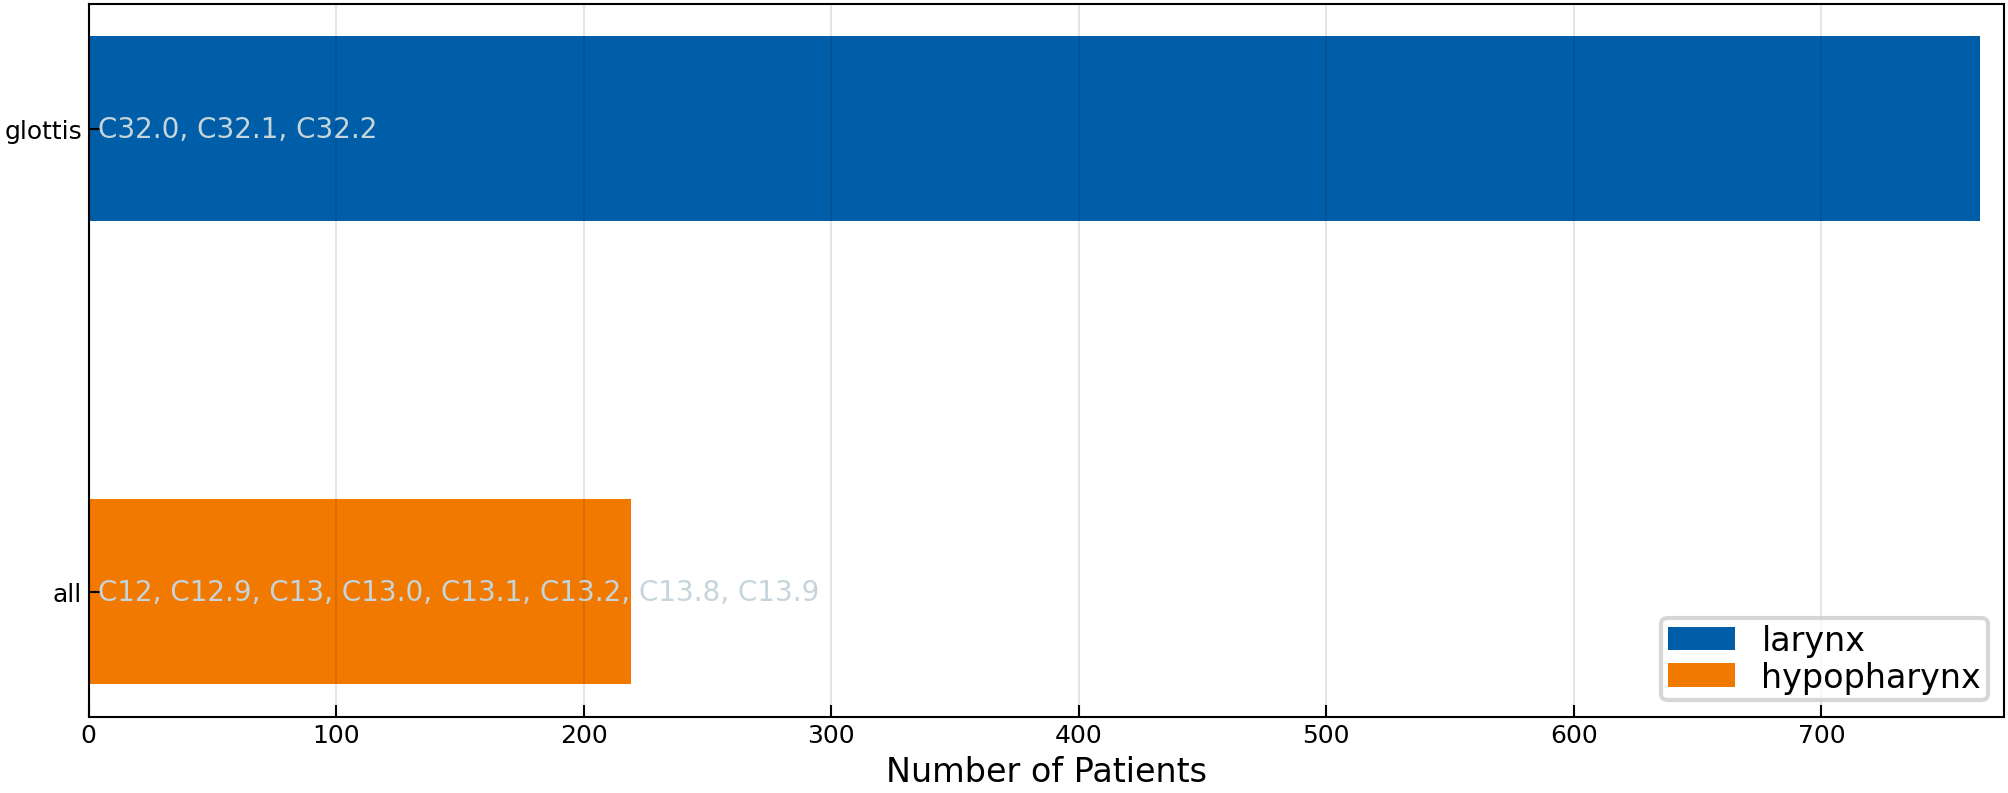 glottis
C32.0, C32.1, C32.2
all
C12, C12.9, C13, C13.0, C13.1, C13.2, C13.8, C13.9
larynx
hypopharynx
0 100 200 300 400 500 600 700
Number of Patients